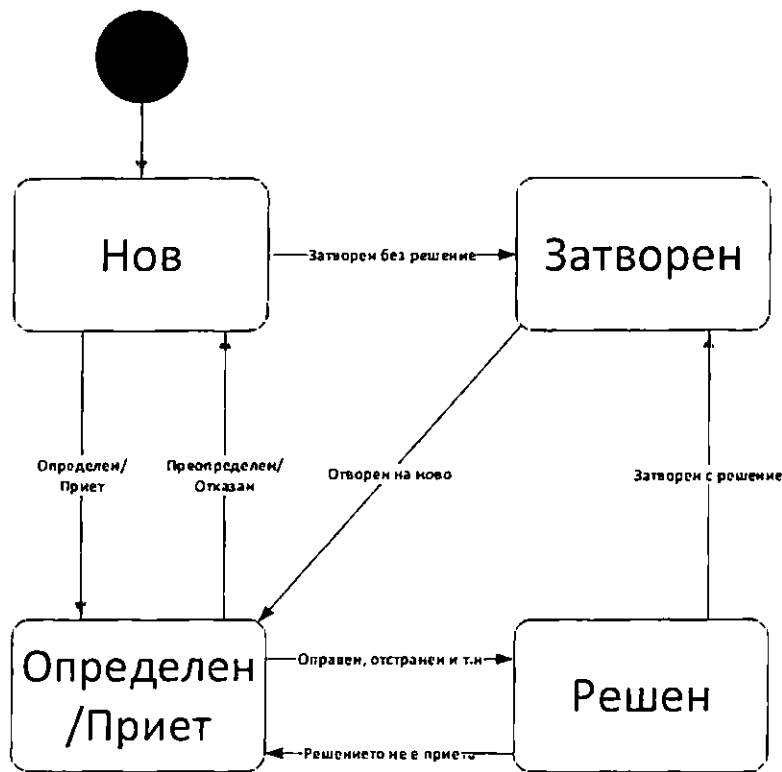 Нов
Затворен без решение
Затворен
Определен/
Приет
Преопределен/
Отказан
Отворен на ново
Затворен с решение
Определен
/Приет
Оправен, отстранен и т.н
Решен
Решението не е прието